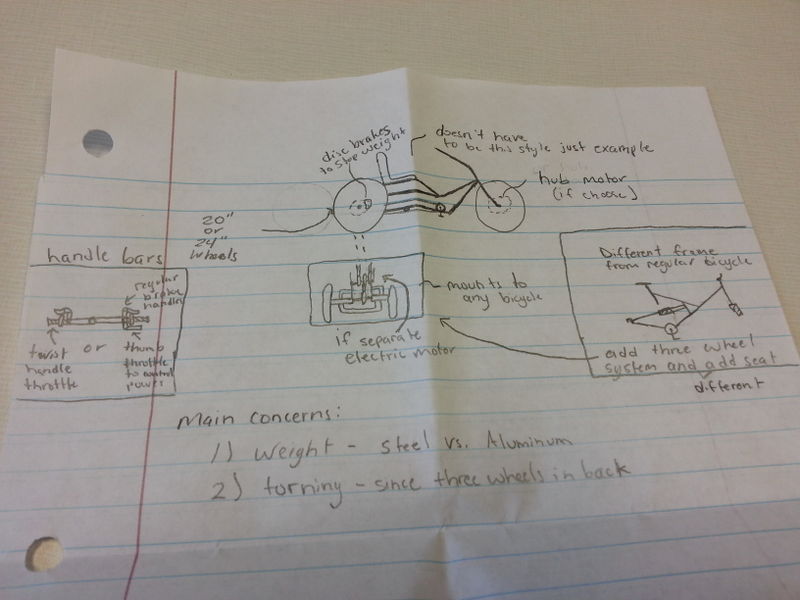 disc brakes
to stop weight
doesn't have
to be this style just example
hub motor
(if choose)
20"
or
24"
wheels
handle bars
regular
brake
handles
twist
handle
throttle
or
thumb
throttle
to control
power
mounts to
any bicycle
if separate
electric motor
Different frame
from regular bicycle
add three wheel
system and add seat
different
Main concerns:
1) Weight - steel vs. Aluminum
2) turning - since three wheels in back